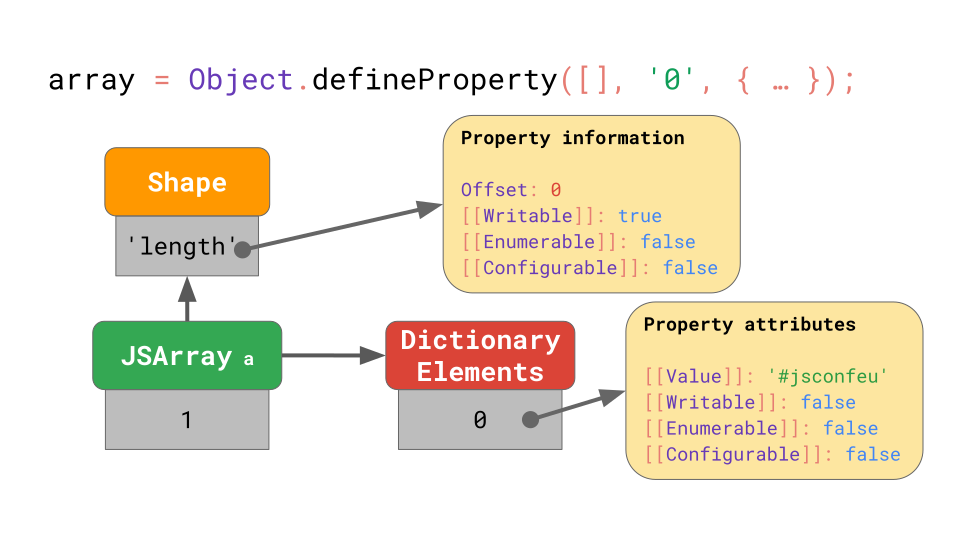 array = Object.defineProperty([], '0', { … });
Shape
'length'
Property information
Offset: 0
[[Writable]]: true
[[Enumerable]]: false
[[Configurable]]: false
JSArray a
1
Dictionary
Elements
0
Property attributes
[[Value]]: '#jsconfeu'
[[Writable]]: false
[[Enumerable]]: false
[[Configurable]]: false